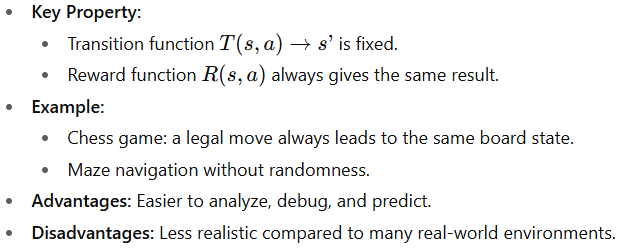 • Key Property:
• Transition function T(s, a) → s’ is fixed.
• Reward function R(s, a) always gives the same result.
• Example:
• Chess game: a legal move always leads to the same board state.
• Maze navigation without randomness.
• Advantages: Easier to analyze, debug, and predict.
• Disadvantages: Less realistic compared to many real-world environments.